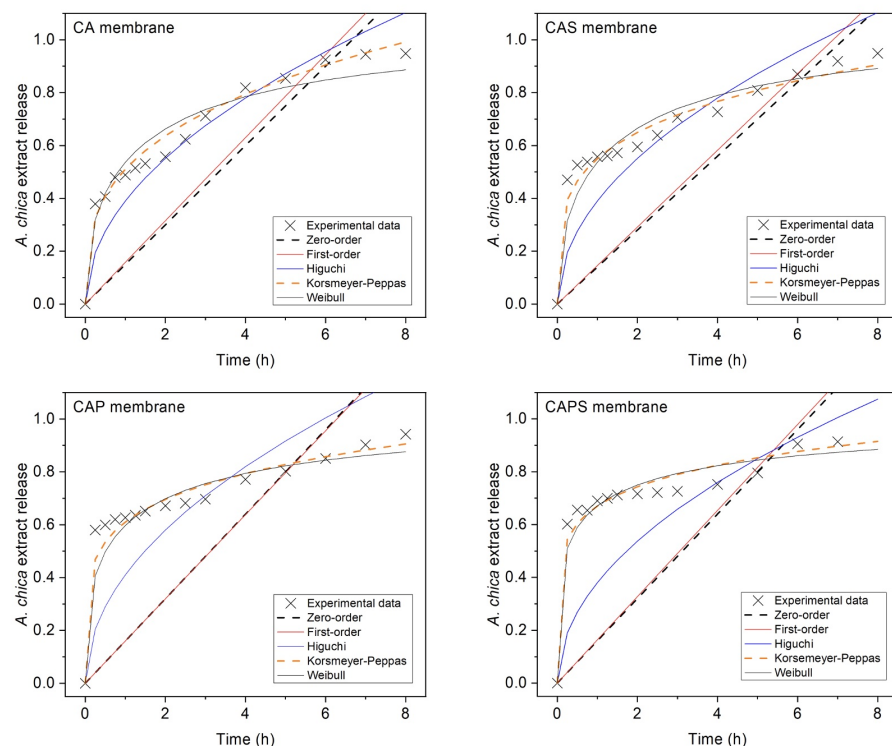 CA membrane
1.0
0.8
0.6
0.4
0.2
0.0
A. chica extract release
Experimental data
Zero-order
First-order
Higuchi
Korsmeyer-Peppas
Weibull
0 2 4 6 8
Time (h)
CAS membrane
1.0
0.8
0.6
0.4
0.2
0.0
A. chica extract release
Experimental data
Zero-order
First-order
Higuchi
Korsmeyer-Peppas
Weibull
0 2 4 6 8
Time (h)
CAP membrane
1.0
0.8
0.6
0.4
0.2
0.0
A. chica extract release
Experimental data
Zero-order
First-order
Higuchi
Korsmeyer-Peppas
Weibull
0 2 4 6 8
Time (h)
CAPS membrane
1.0
0.8
0.6
0.4
0.2
0.0
A. chica extract release
Experimental data
Zero-order
First-order
Higuchi
Korsemeyer-Peppas
Weibull
0 2 4 6 8
Time (h)